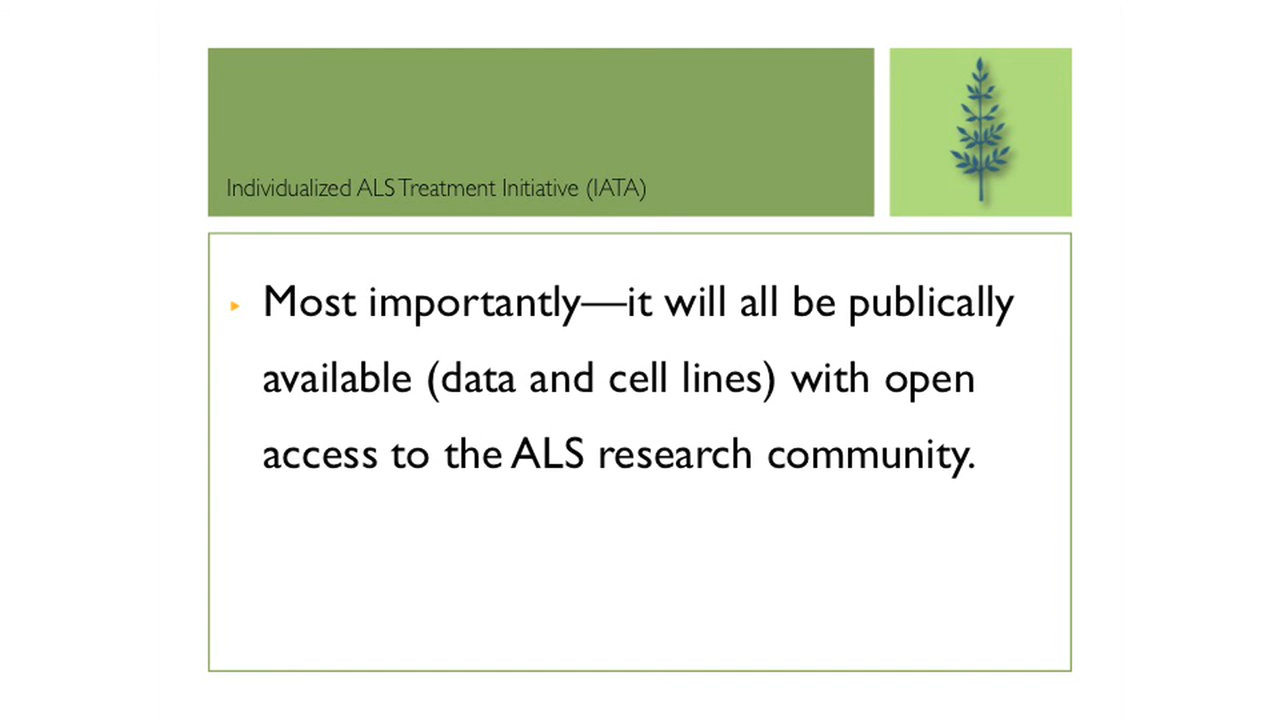 Individualized ALS Treatment Initiative (IATA)
Most importantly—it will all be publically
available (data and cell lines) with open
access to the ALS research community.